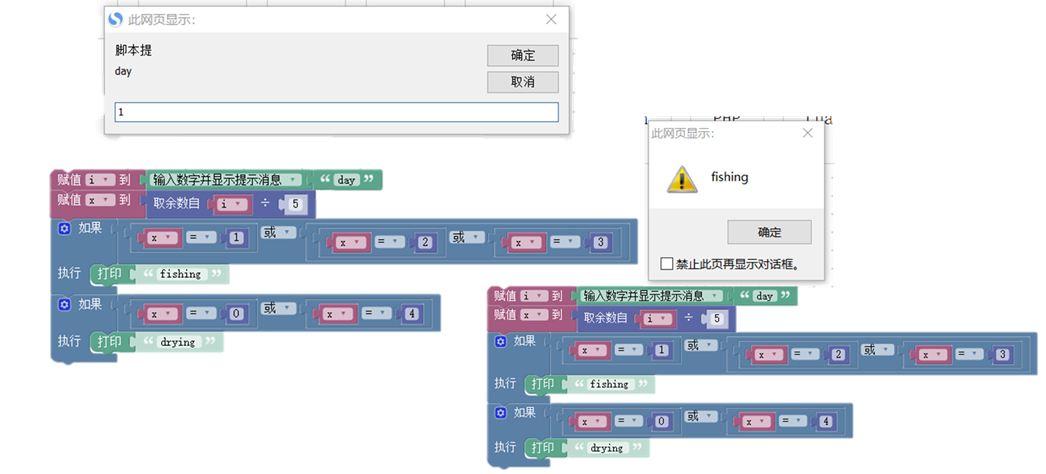 此网页显示：
脚本提
day
确定
取消
1
此网页显示：
fishing
确定
禁止此页再显示对话框。
赋值 i 到 输入数字并显示提示消息 “ day ”
赋值 x 到 取余数自 i ÷ 5
如果 x = 1 或 x = 2 或 x = 3
执行 打印 “ fishing ”
如果 x = 0 或 x = 4
执行 打印 “ drying ”
赋值 i 到 输入数字并显示提示消息 “ day ”
赋值 x 到 取余数自 i ÷ 5
如果 x = 1 或 x = 2 或 x = 3
执行 打印 “ fishing ”
如果 x = 0 或 x = 4
执行 打印 “ drying ”